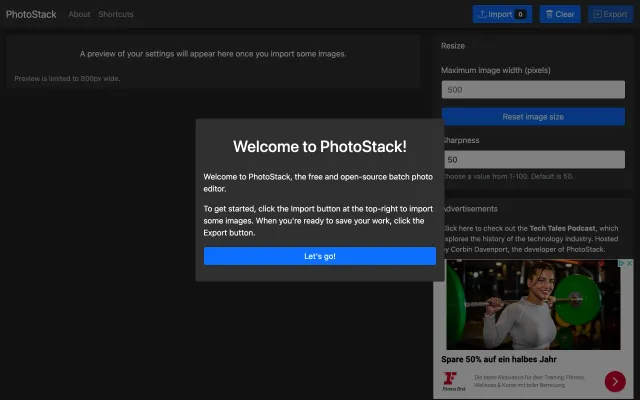 PhotoStack About Shortcuts Import 0 Clear Export
A preview of your settings will appear here once you import some images.
Preview is limited to 800px wide.
Resize
Maximum image width (pixels)
500
Reset image size
Sharpness
50
Choose a value from 1-100. Default is 50.
Welcome to PhotoStack!
Welcome to PhotoStack, the free and open-source batch photo
editor.
To get started, click the Import button at the top-right to import
some images. When you're ready to save your work, click the
Export button.
Let's go!
Advertisements
Click here to check out the Tech Tales Podcast, which
explores the history of the technology industry. Hosted
by Corbin Davenport, the developer of PhotoStack.
Spare 50% auf ein halbes Jahr
Fitness First
Die beste Motivation für dein Training. Fitness,
Wellness & Kurse mit toller Betreuung.